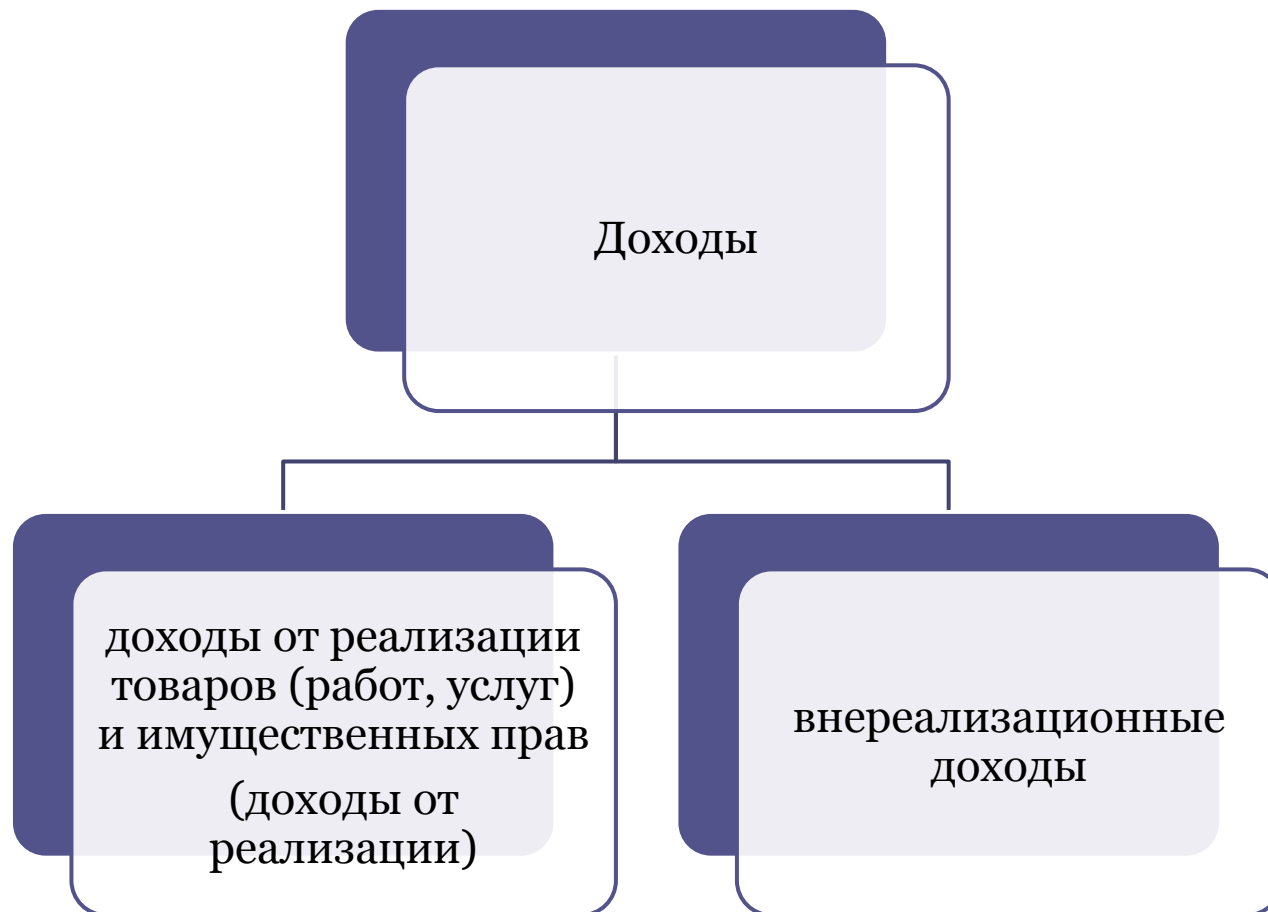 Доходы
доходы от реализации
товаров (работ, услуг)
и имущественных прав
(доходы от
реализации)
внереализационные
доходы